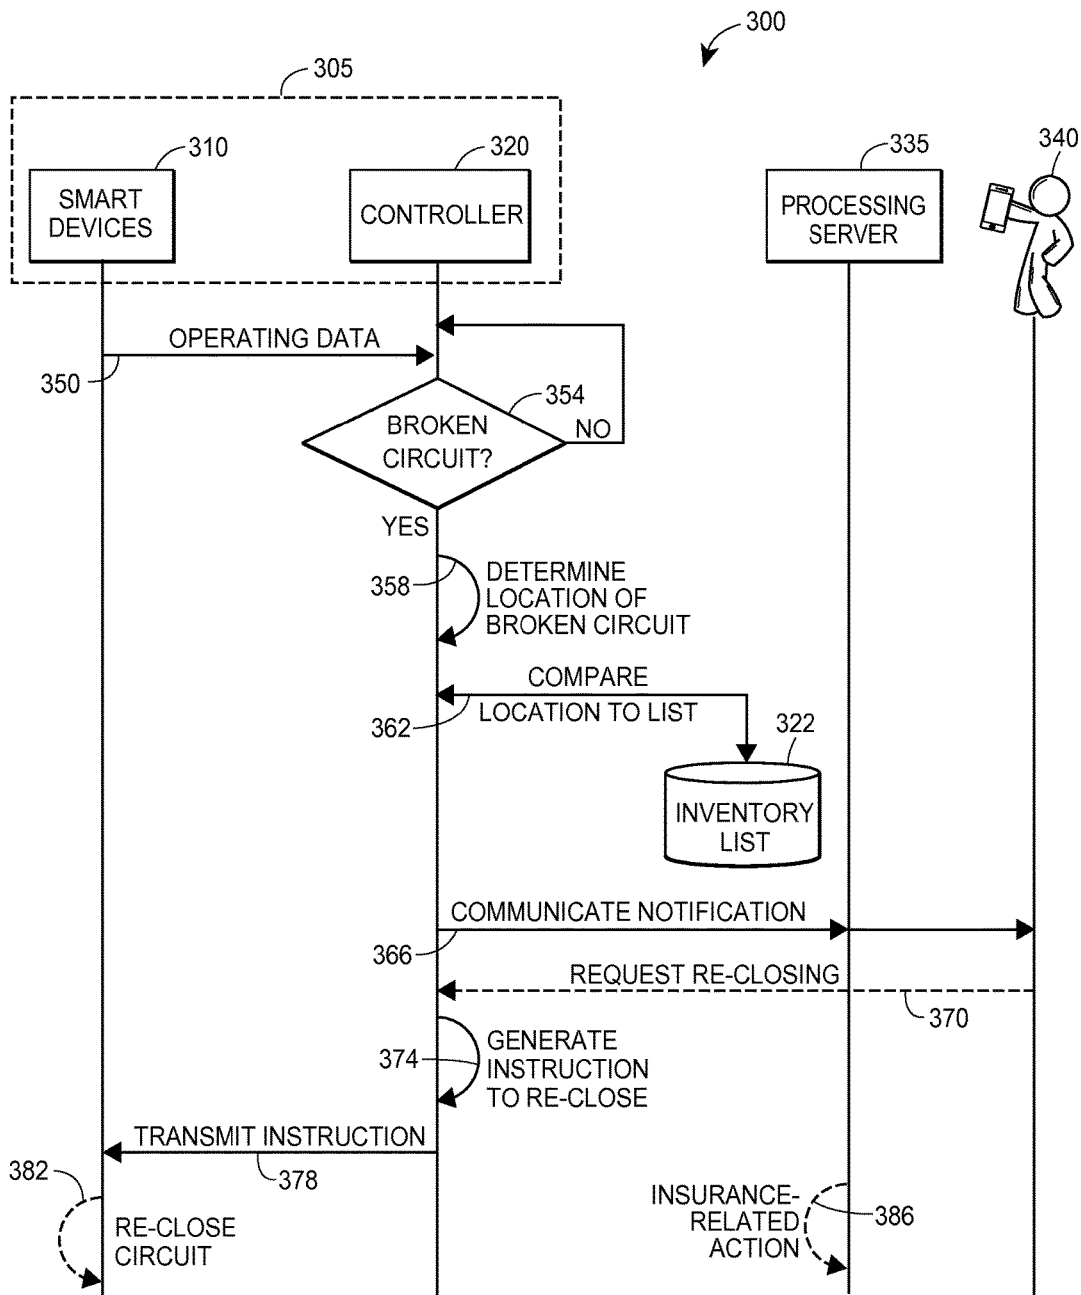 300
305
310
320
335
340
SMART
DEVICES
CONTROLLER
PROCESSING
SERVER
OPERATING DATA
350
354
BROKEN
CIRCUIT?
NO
YES
358
DETERMINE
LOCATION OF
BROKEN CIRCUIT
COMPARE
LOCATION TO LIST
362
322
INVENTORY
LIST
COMMUNICATE NOTIFICATION
366
REQUEST RE-CLOSING
370
374
GENERATE
INSTRUCTION
TO RE-CLOSE
TRANSMIT INSTRUCTION
378
382
RE-CLOSE
CIRCUIT
INSURANCE-
RELATED
ACTION
386